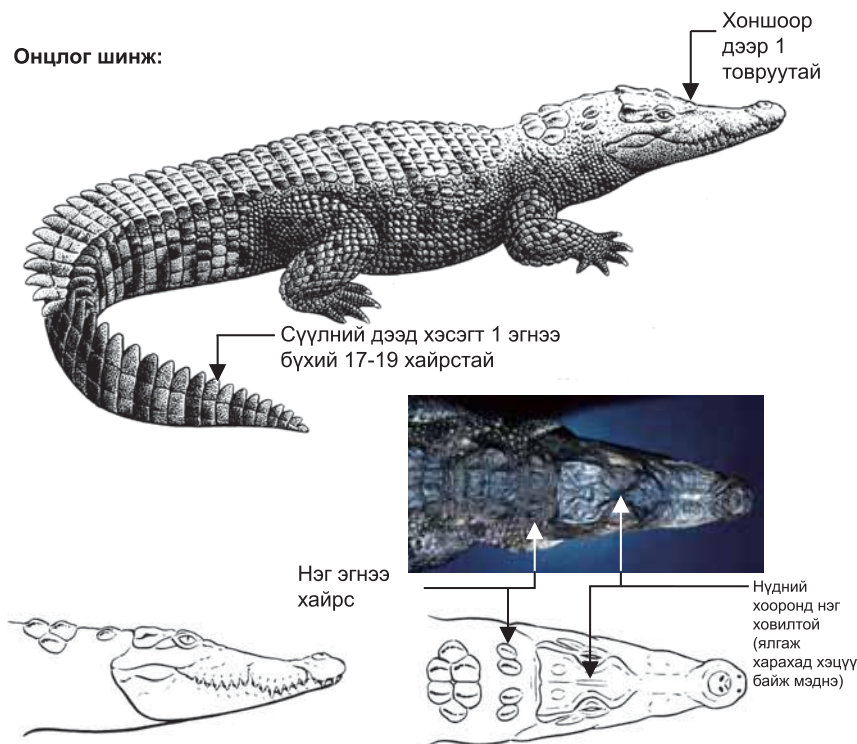 Онцлог шинж:
Хоншоор
дээр 1
товруутай
Сүүлний дээд хэсэгт 1 эгнээ
бүхий 17-19 хайрстай
Нэг эгнээ
хайрс
Нүдний
хооронд нэг
ховилтой
(ялгаж
харахад хэцүү
байж мэднэ)